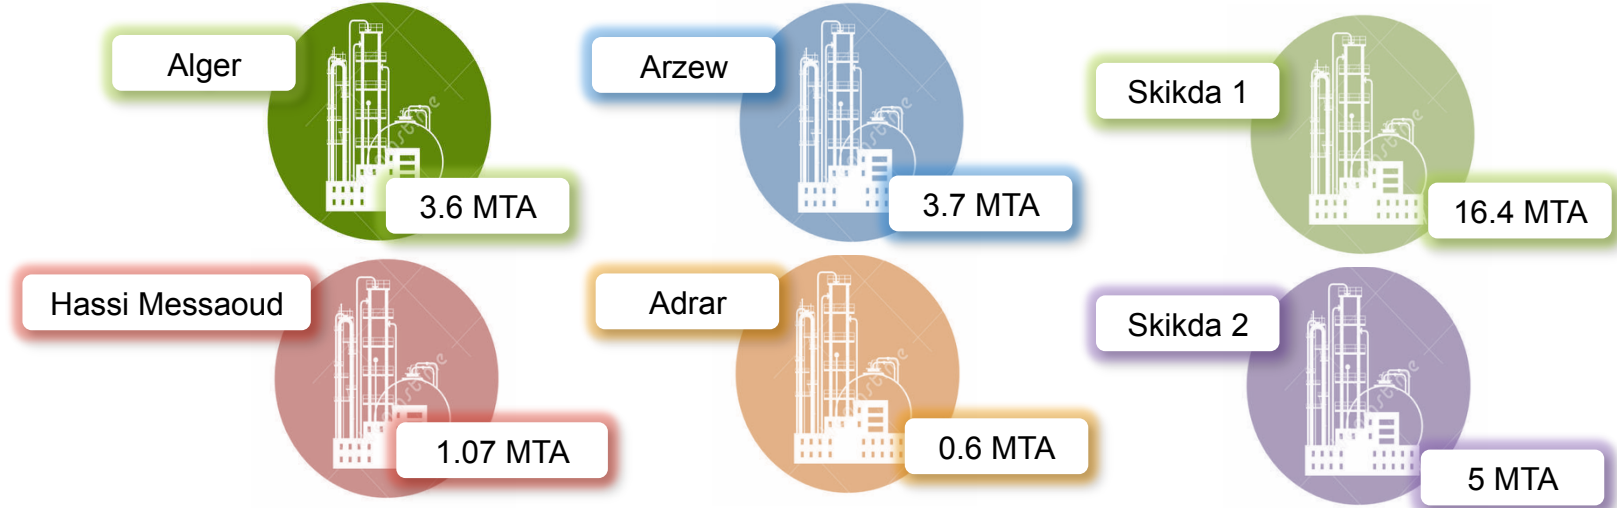 Alger
3.6 MTA
Arzew
3.7 MTA
Skikda 1
16.4 MTA
Hassi Messaoud
1.07 MTA
Adrar
0.6 MTA
Skikda 2
5 MTA